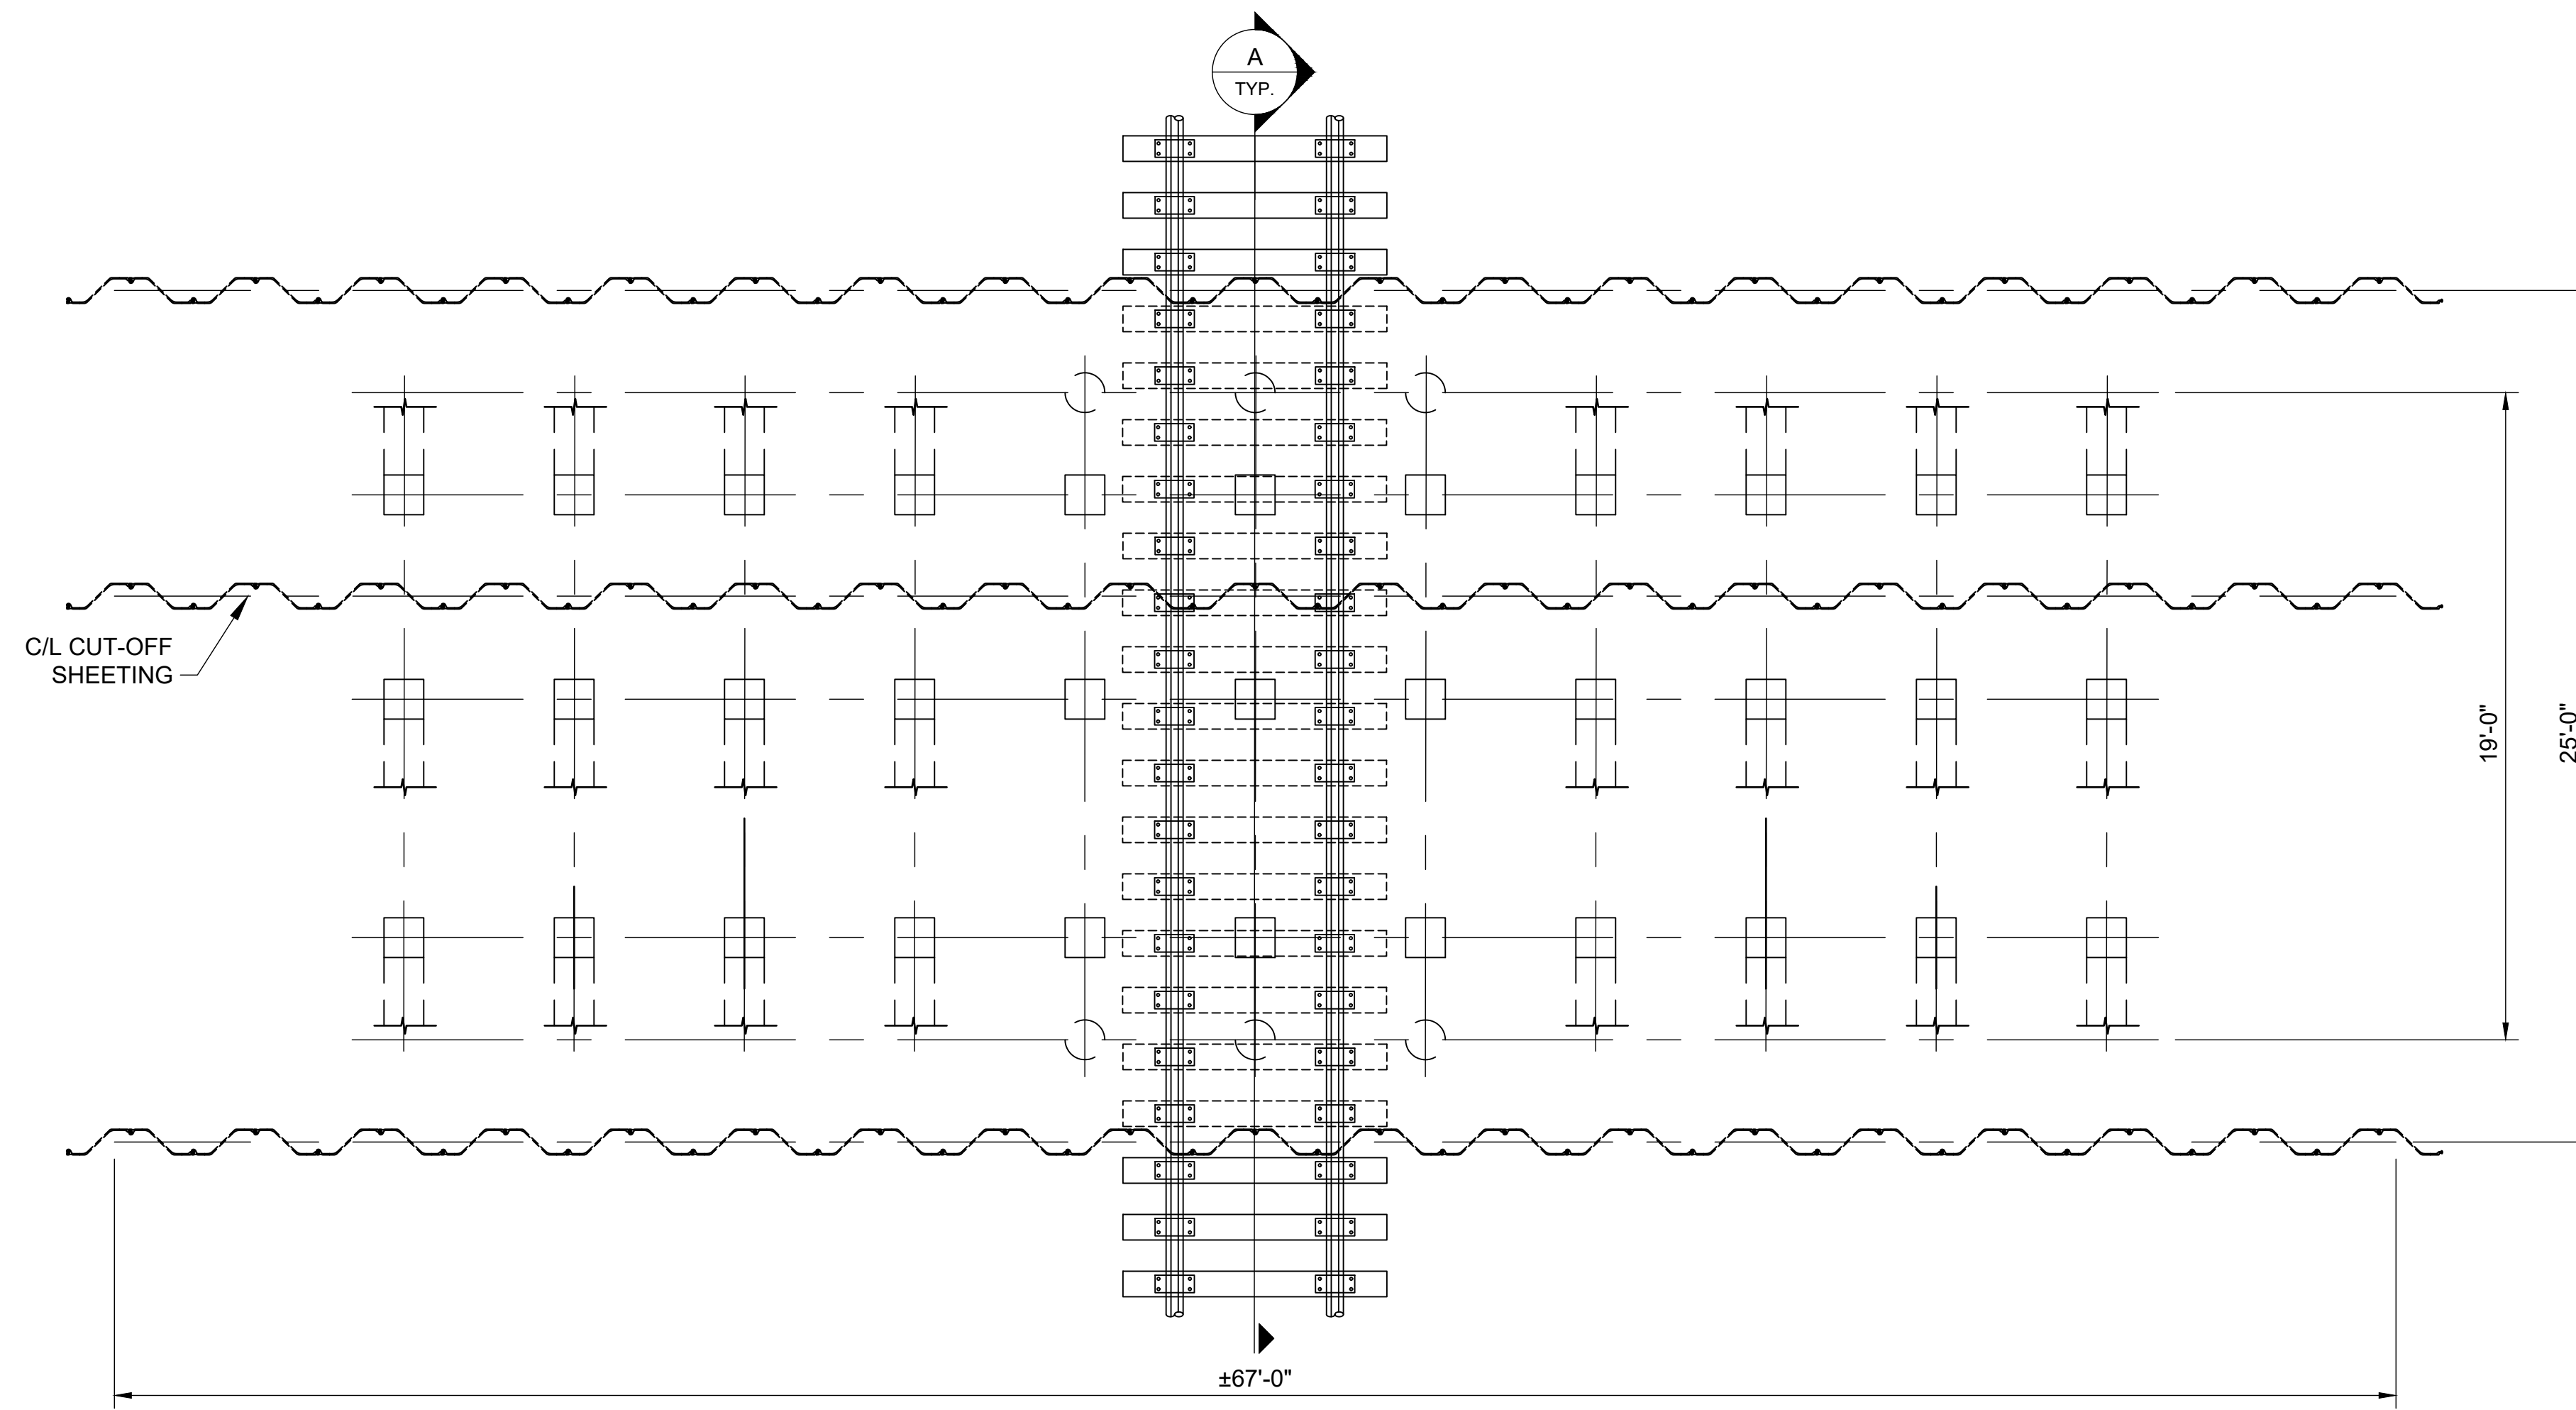 A
TYP.
C/L CUT-OFF
SHEETING
19'-0"
25'-0"
±67'-0"